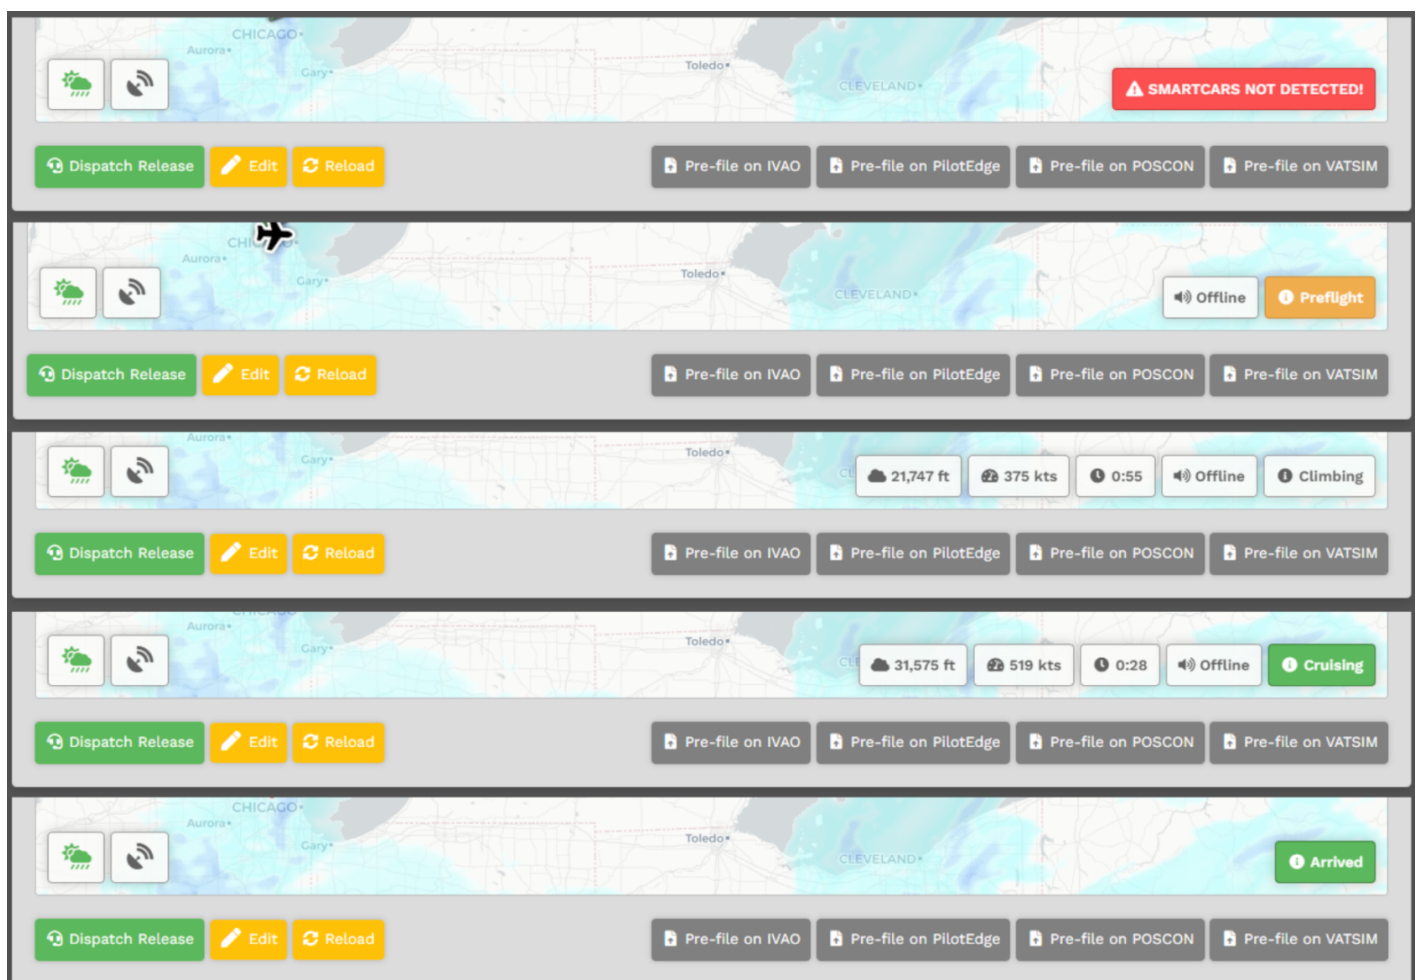 CHICAGO
Aurora
Gary
Toledo
CLEVELAND
SMARTCARS NOT DETECTED!
Dispatch Release Edit Reload Pre-file on IVAO Pre-file on PilotEdge Pre-file on POSCON Pre-file on VATSIM
CHIC
Aurora
Gary
Toledo
CLEVELAND
Offline Preflight
Dispatch Release Edit Reload Pre-file on IVAO Pre-file on PilotEdge Pre-file on POSCON Pre-file on VATSIM
Aurora
Gary
Toledo
CL
21,747 ft 375 kts 0:55 Offline Climbing
Dispatch Release Edit Reload Pre-file on IVAO Pre-file on PilotEdge Pre-file on POSCON Pre-file on VATSIM
CHICAGO
Aurora
Gary
Toledo
CL
31,575 ft 519 kts 0:28 Offline Cruising
Dispatch Release Edit Reload Pre-file on IVAO Pre-file on PilotEdge Pre-file on POSCON Pre-file on VATSIM
CHICAGO
Aurora
Gary
Toledo
CLEVELAND
Arrived
Dispatch Release Edit Reload Pre-file on IVAO Pre-file on PilotEdge Pre-file on POSCON Pre-file on VATSIM